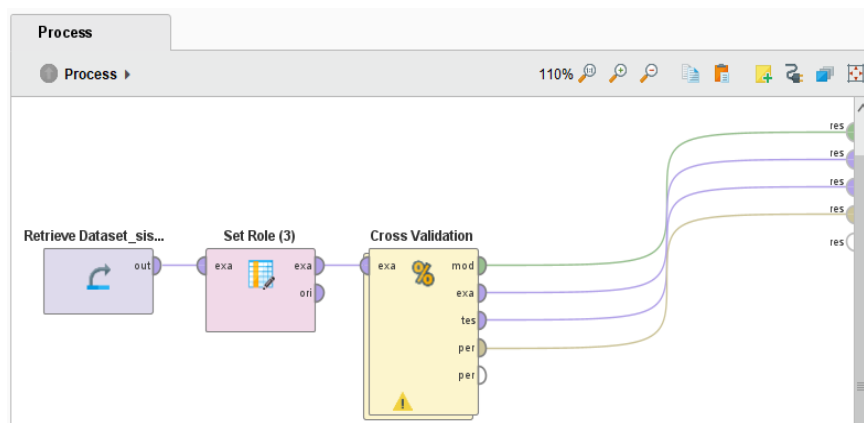 Process
Process
110%
res
res
res
res
res
Retrieve Dataset_sis...
Set Role (3)
Cross Validation
out
exa
exa
ori
exa
%
mod
exa
tes
per
per